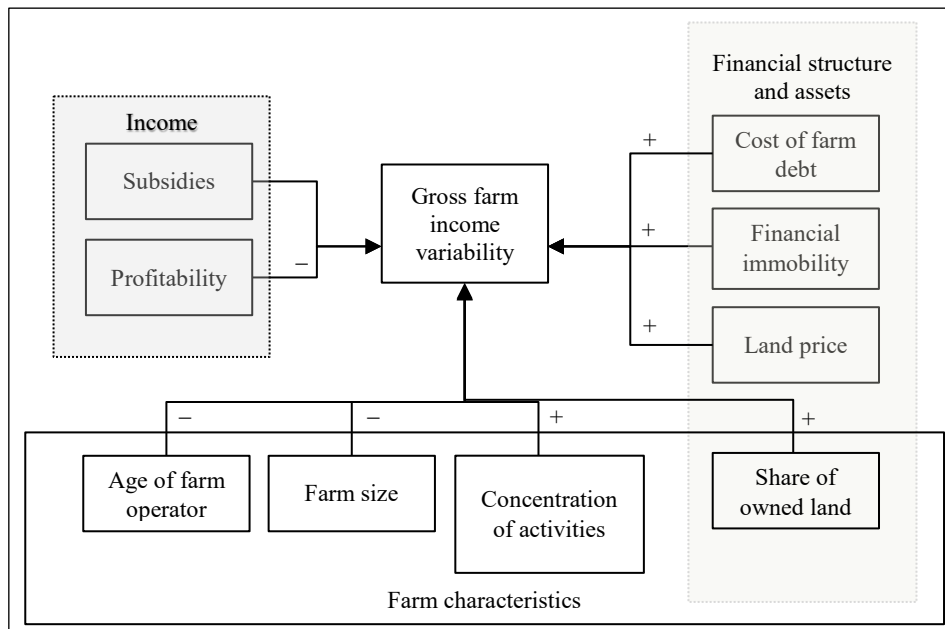 Financial structure
and assets
Income
Subsidies
Profitability
−
Gross farm
income
variability
+
Cost of farm
debt
+
Financial
immobility
+
Land price
−
−
+
+
Age of farm
operator
Farm size
Concentration
of activities
Share of
owned land
Farm characteristics